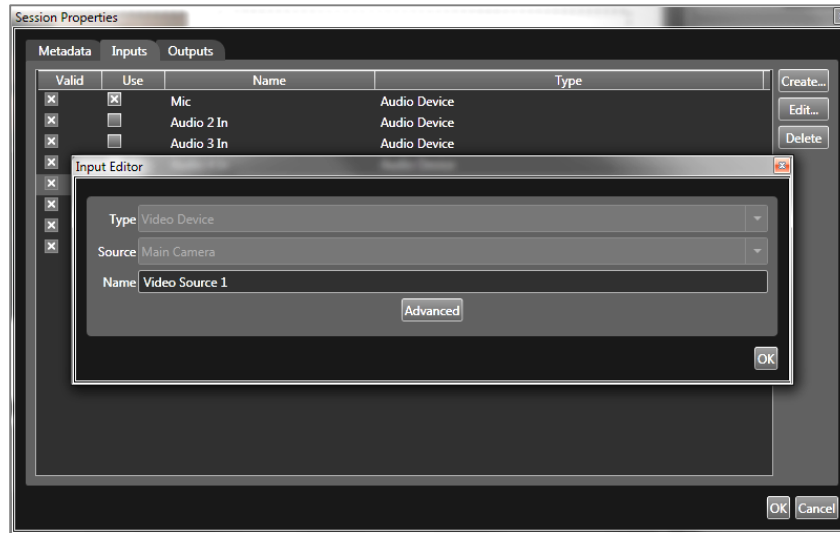 Session Properties
Metadata Inputs Outputs
Valid Use Name Type
Create...
Mic Audio Device
Edit...
Audio 2 In Audio Device
Audio 3 In Audio Device
Delete
Input Editor
Type Video Device
Source Main Camera
Name Video Source 1
Advanced
OK
OK Cancel